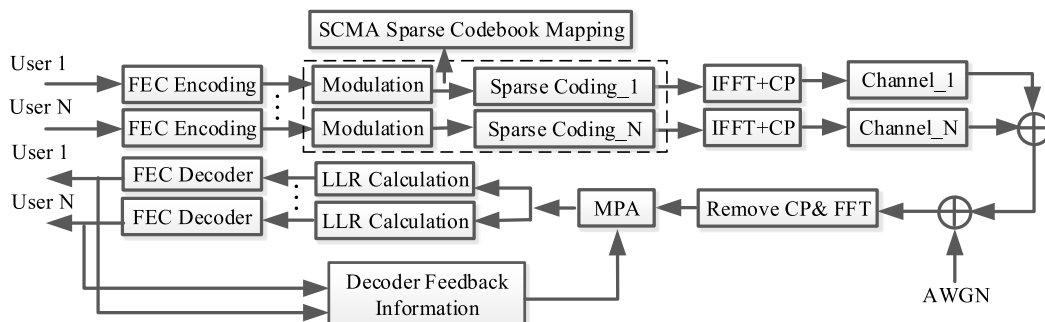 SCMA Sparse Codebook Mapping
User 1
FEC Encoding
Modulation
Sparse Coding_1
IFFT+CP
Channel_1
User N
FEC Encoding
Modulation
Sparse Coding_N
IFFT+CP
Channel_N
User 1
FEC Decoder
LLR Calculation
User N
FEC Decoder
LLR Calculation
MPA
Remove CP& FFT
Decoder Feedback
Information
AWGN